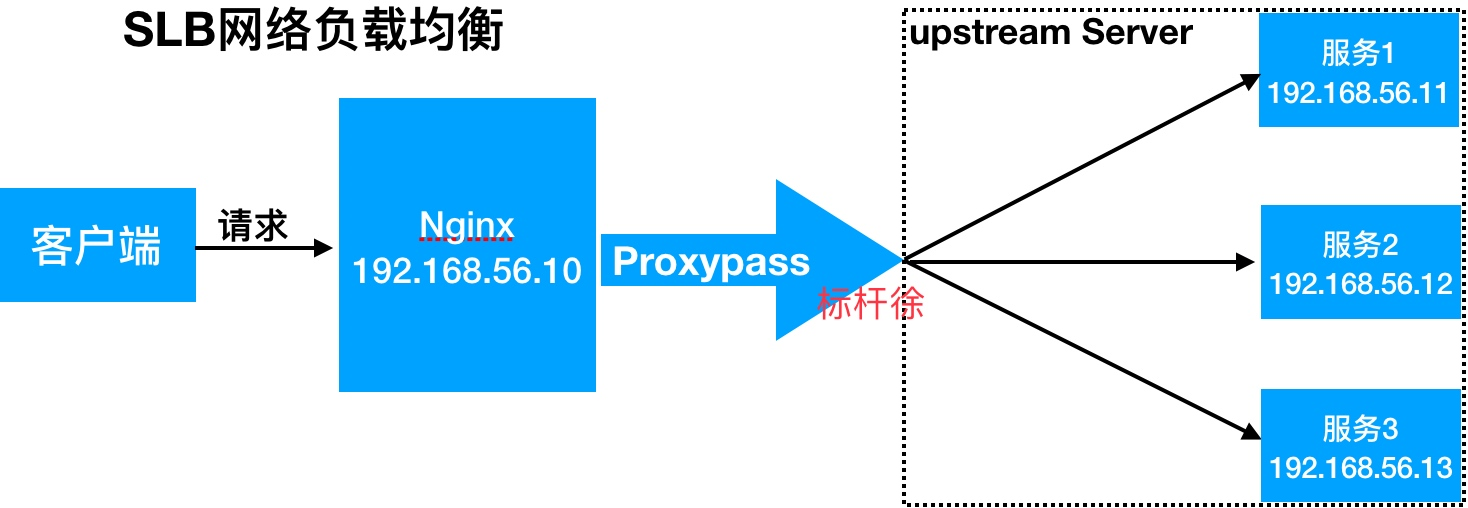 SLB网络负载均衡
upstream Server
客户端
请求
Nginx
192.168.56.10
Proxypass
标杆徐
服务1
192.168.56.11
服务2
192.168.56.12
服务3
192.168.56.13